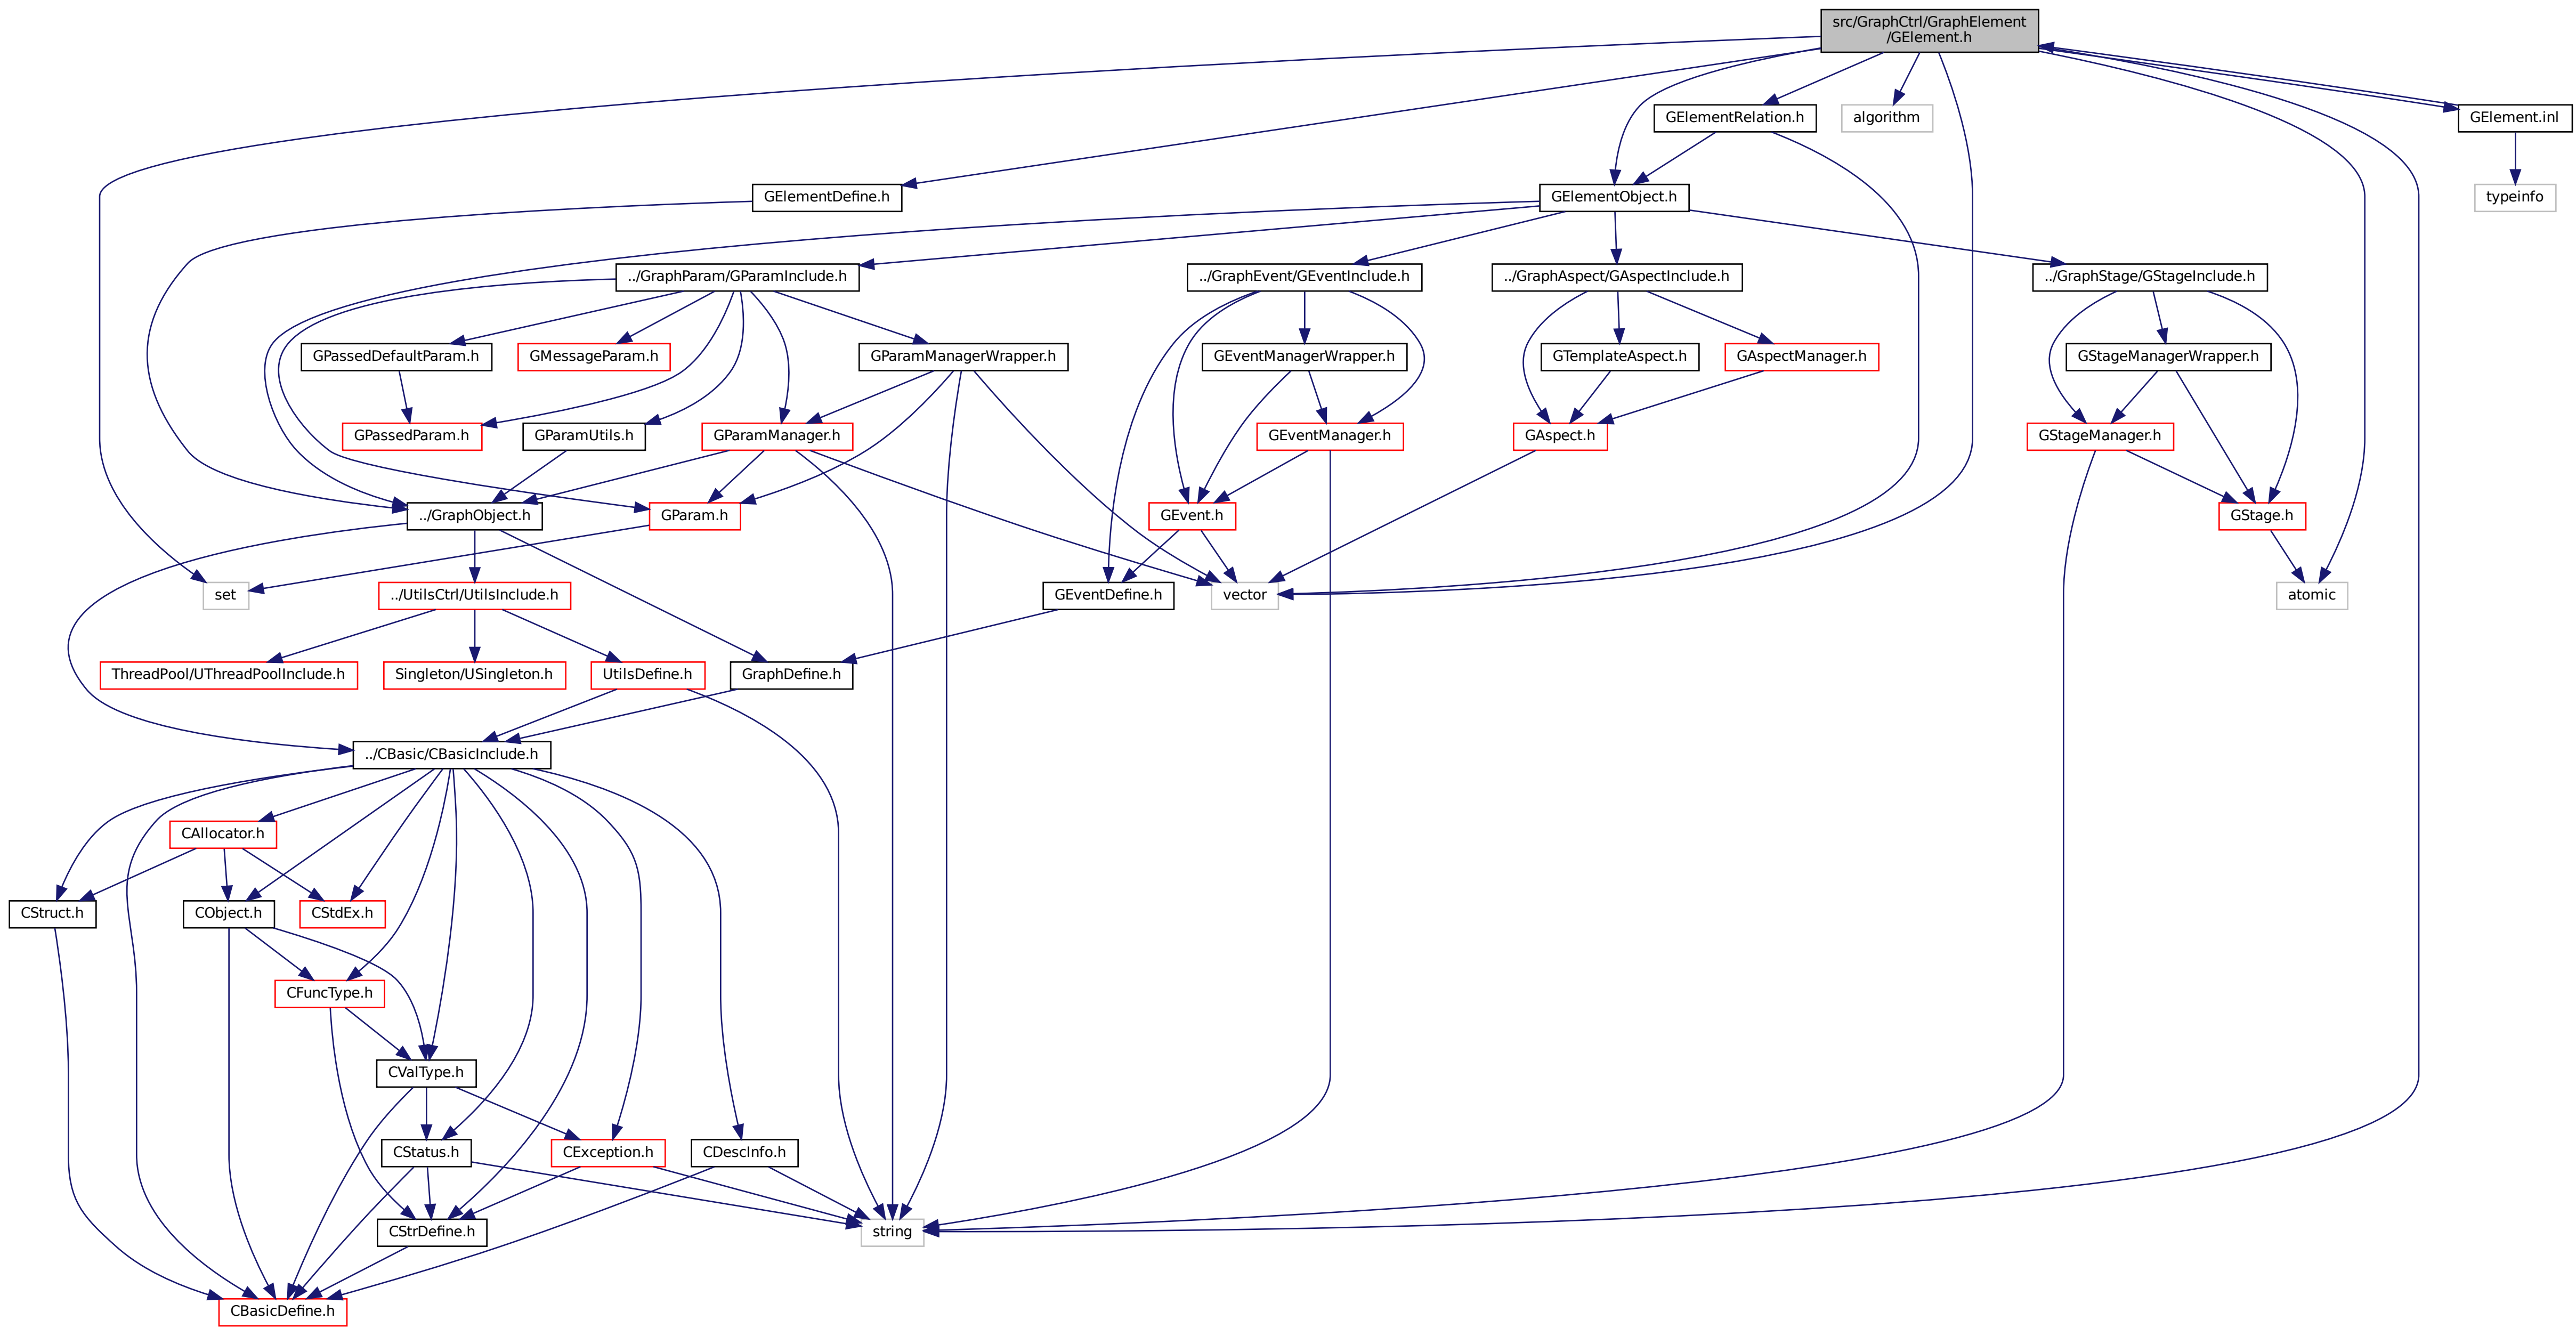 src/GraphCtrl/GraphElement
/GElement.h
GElementRelation.h
algorithm
GElement.inl
GElementDefine.h
GElementObject.h
typeinfo
../GraphParam/GParamInclude.h
../GraphEvent/GEventInclude.h
../GraphAspect/GAspectInclude.h
../GraphStage/GStageInclude.h
GPassedDefaultParam.h
GMessageParam.h
GParamManagerWrapper.h
GEventManagerWrapper.h
GTemplateAspect.h
GAspectManager.h
GStageManagerWrapper.h
GPassedParam.h
GParamUtils.h
GParamManager.h
GEventManager.h
GAspect.h
GStageManager.h
../GraphObject.h
GParam.h
GEvent.h
GStage.h
set
../UtilsCtrl/UtilsInclude.h
GEventDefine.h
vector
atomic
ThreadPool/UThreadPoolInclude.h
Singleton/USingleton.h
UtilsDefine.h
GraphDefine.h
../CBasic/CBasicInclude.h
CAllocator.h
CStruct.h
CObject.h
CStdEx.h
CFuncType.h
CValType.h
CStatus.h
CException.h
CDescInfo.h
CStrDefine.h
string
CBasicDefine.h